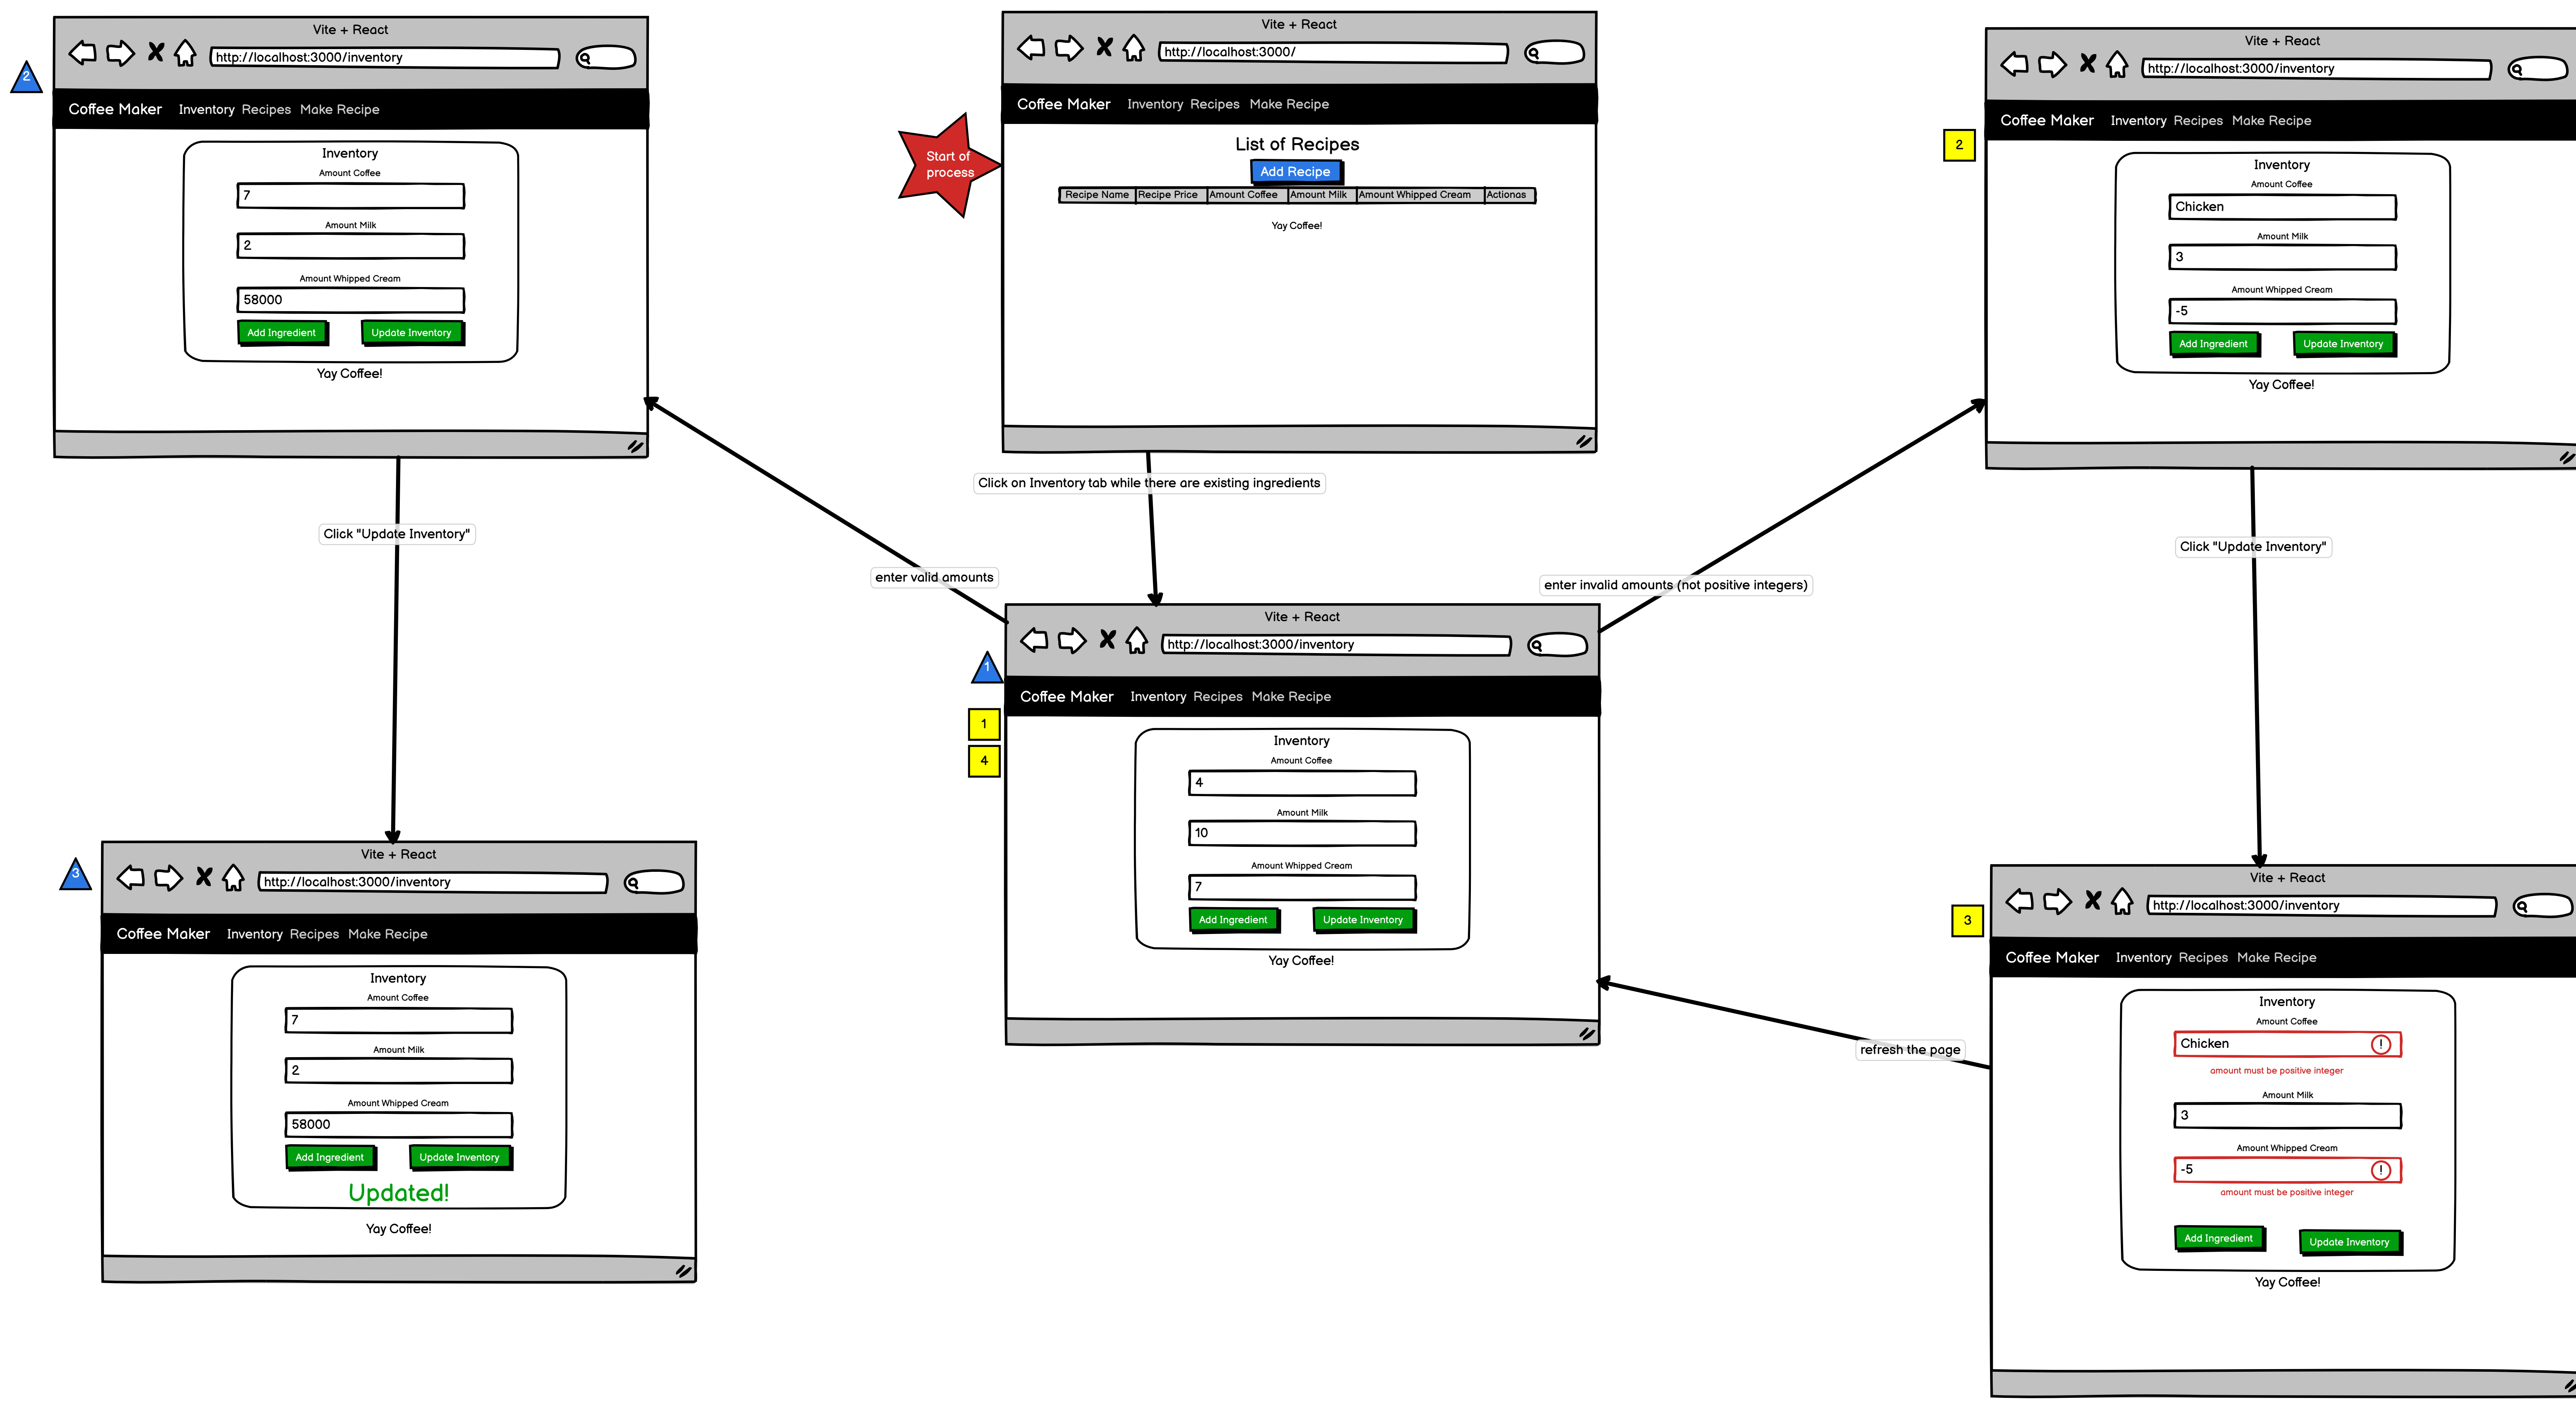 2
Vite + React
http://localhost:3000/inventory
Coffee Maker Inventory Recipes Make Recipe
Inventory
Amount Coffee
7
Amount Milk
2
Amount Whipped Cream
58000
Add Ingredient Update Inventory
Yay Coffee!
Start of
process
Vite + React
http://localhost:3000/
Coffee Maker Inventory Recipes Make Recipe
List of Recipes
Add Recipe
Recipe Name Recipe Price Amount Coffee Amount Milk Amount Whipped Cream Actionas
Yay Coffee!
2
Vite + React
http://localhost:3000/inventory
Coffee Maker Inventory Recipes Make Recipe
Inventory
Amount Coffee
Chicken
Amount Milk
3
Amount Whipped Cream
-5
Add Ingredient Update Inventory
Yay Coffee!
Click on Inventory tab while there are existing ingredients
Click "Update Inventory"
Click "Update Inventory"
enter valid amounts
enter invalid amounts (not positive integers)
1
1
4
Vite + React
http://localhost:3000/inventory
Coffee Maker Inventory Recipes Make Recipe
Inventory
Amount Coffee
4
Amount Milk
10
Amount Whipped Cream
7
Add Ingredient Update Inventory
Yay Coffee!
3
Vite + React
http://localhost:3000/inventory
Coffee Maker Inventory Recipes Make Recipe
Inventory
Amount Coffee
7
Amount Milk
2
Amount Whipped Cream
58000
Add Ingredient Update Inventory
Updated!
Yay Coffee!
refresh the page
3
Vite + React
http://localhost:3000/inventory
Coffee Maker Inventory Recipes Make Recipe
Inventory
Amount Coffee
Chicken !
amount must be positive integer
Amount Milk
3
Amount Whipped Cream
-5 !
amount must be positive integer
Add Ingredient Update Inventory
Yay Coffee!